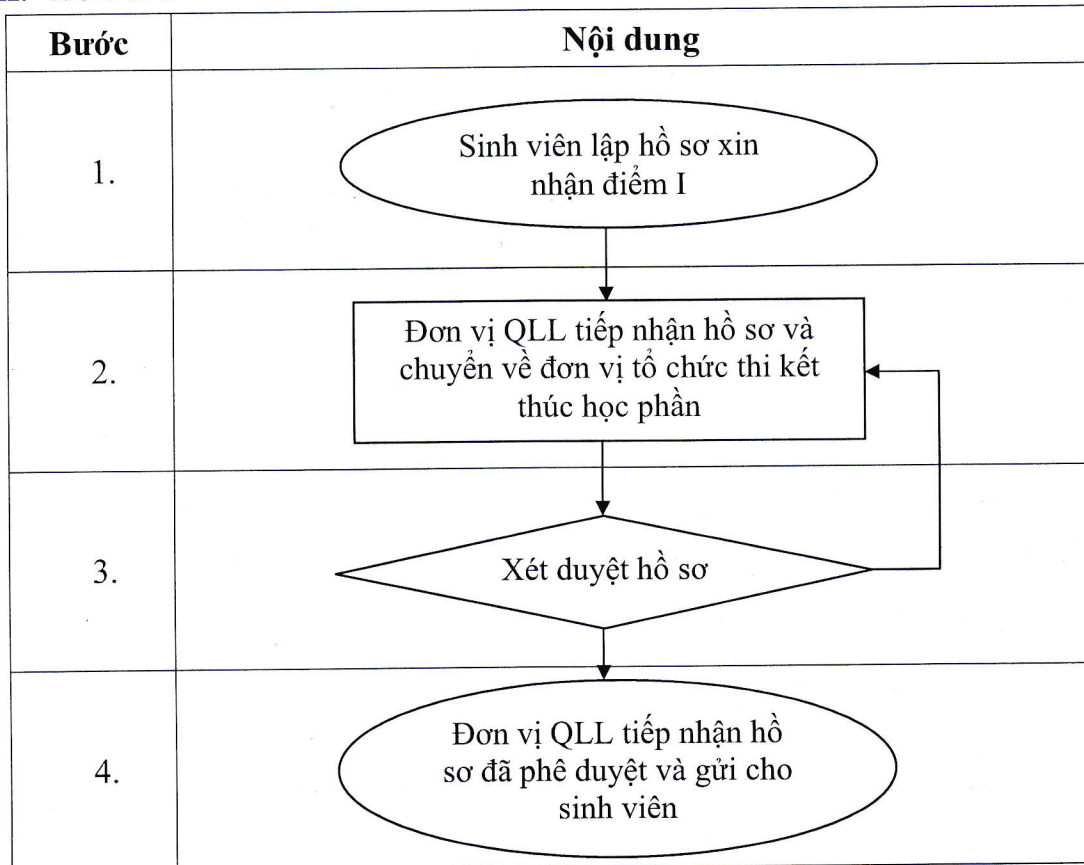 Bước
Nội dung
1.
Sinh viên lập hồ sơ xin
nhận điểm I
2.
Đơn vị QLL tiếp nhận hồ sơ và
chuyển về đơn vị tổ chức thi kết
thúc học phần
3.
Xét duyệt hồ sơ
4.
Đơn vị QLL tiếp nhận hồ
sơ đã phê duyệt và gửi cho
sinh viên